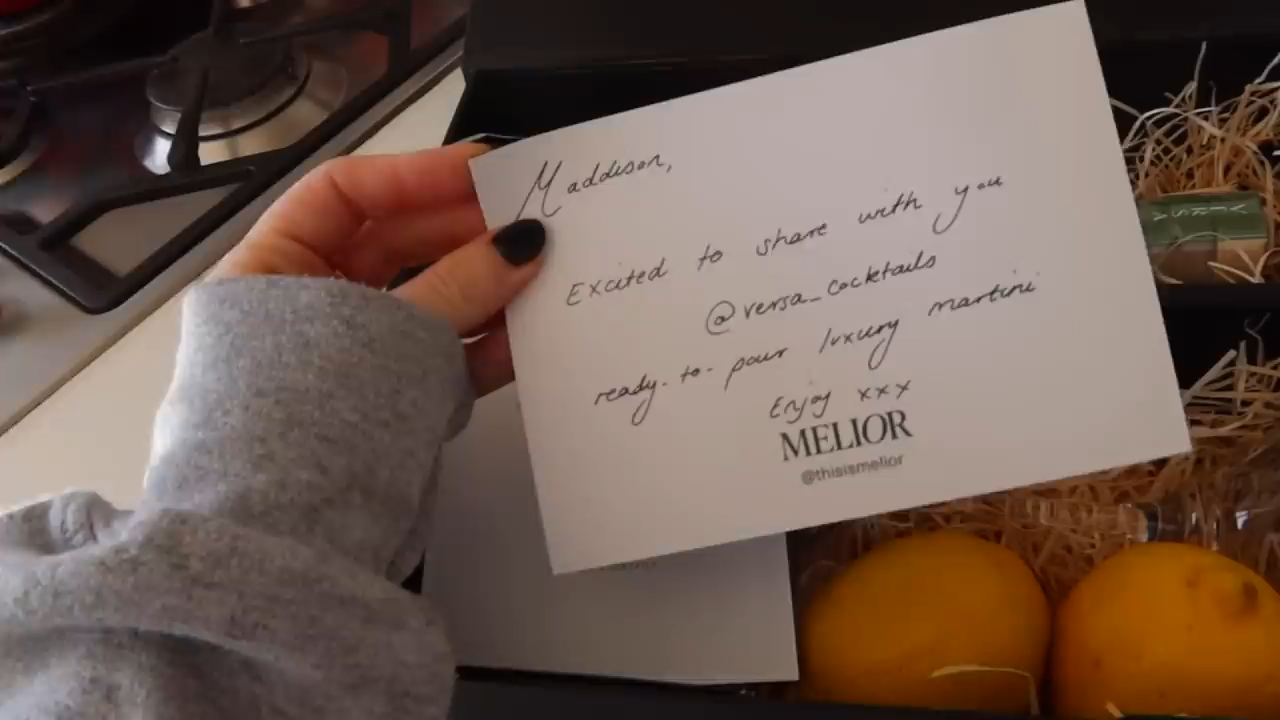 Maddison,
Excited to share with you
@versa_cocktails
ready-to-pour luxury martini
Enjoy xxx
MELIOR
@thisismelior